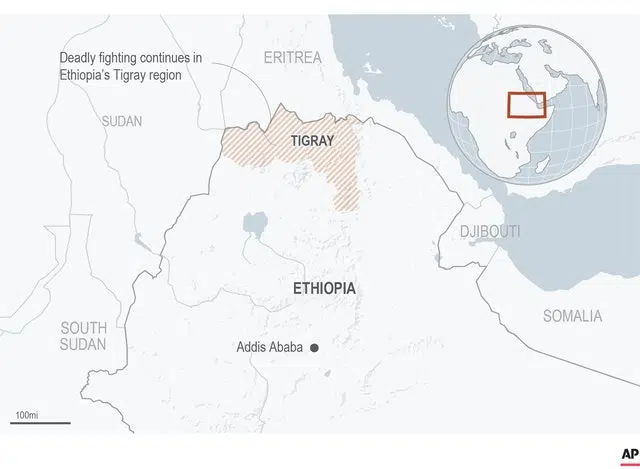 Deadly fighting continues in
Ethiopia's Tigray region
ERITREA
SUDAN
TIGRAY
DJIBOUTI
ETHIOPIA
SOMALIA
SOUTH
SUDAN
Addis Ababa
100mi
AP